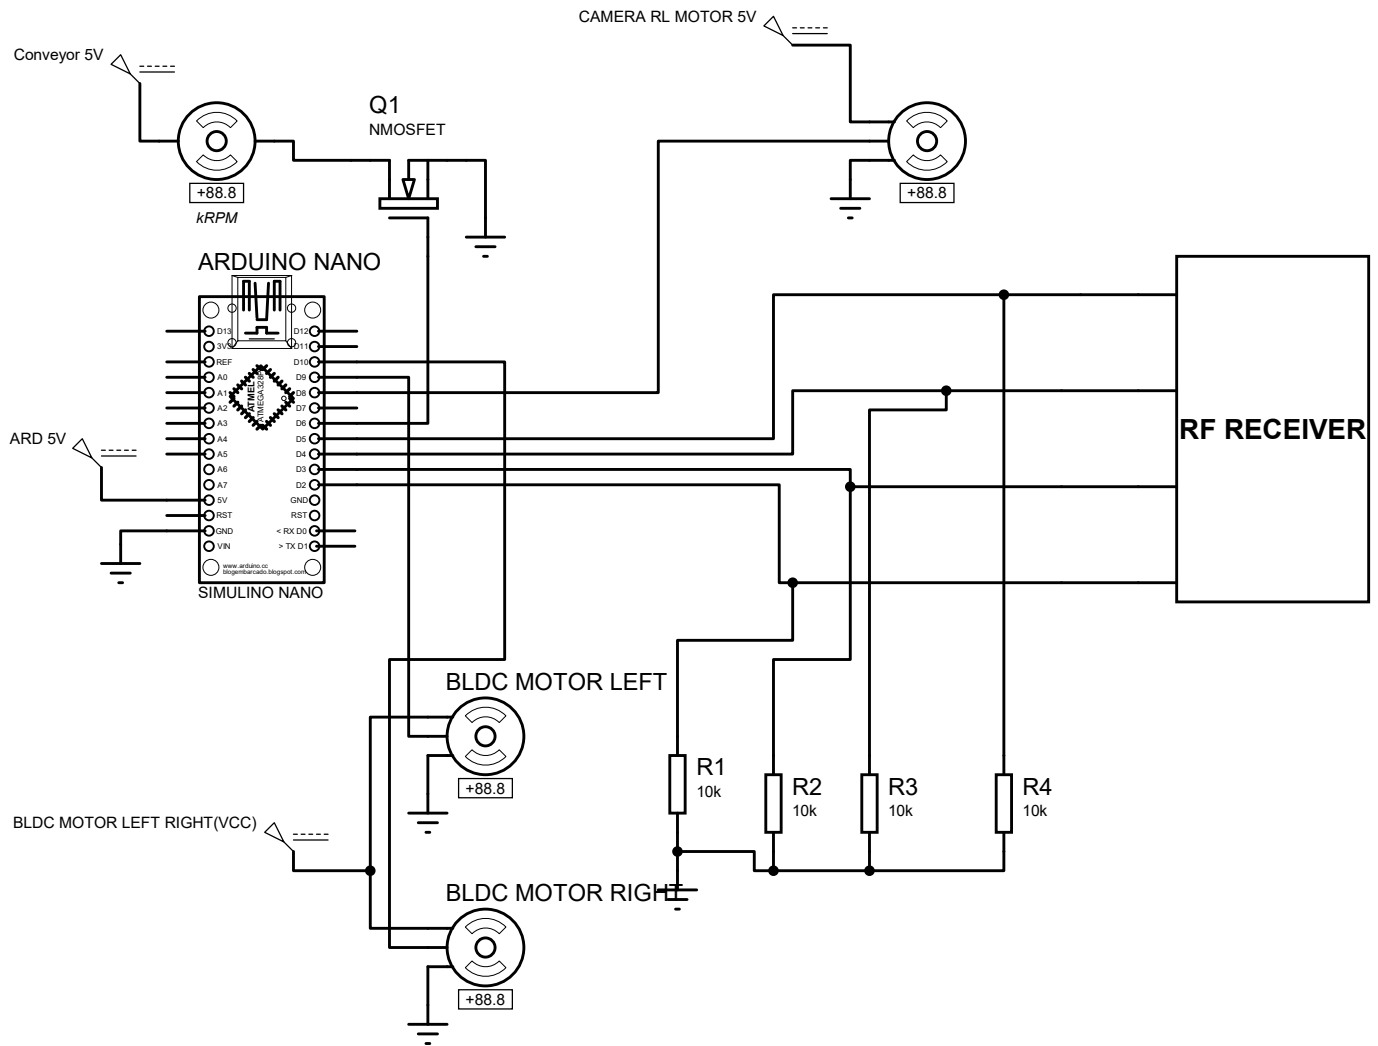 CAMERA RL MOTOR 5V
Conveyor 5V
Q1
NMOSFET
+88.8
kRPM
+88.8
ARDUINO NANO
D13
D12
3V3
D11
REF
D10
A0
D9
A1
D8
A2
D7
A3
D6
A4
D5
A5
D4
A6
D3
A7
D2
5V
GND
RST
RST
GND
< RX D0
VIN
> TX D1
ATMEL
ATMEGA328P
www.arduino.cc
blogembarcado.blogspot.com
SIMULINO NANO
ARD 5V
RF RECEIVER
BLDC MOTOR LEFT
+88.8
R1
10k
R2
10k
R3
10k
R4
10k
BLDC MOTOR LEFT RIGHT(VCC)
BLDC MOTOR RIGHT
+88.8